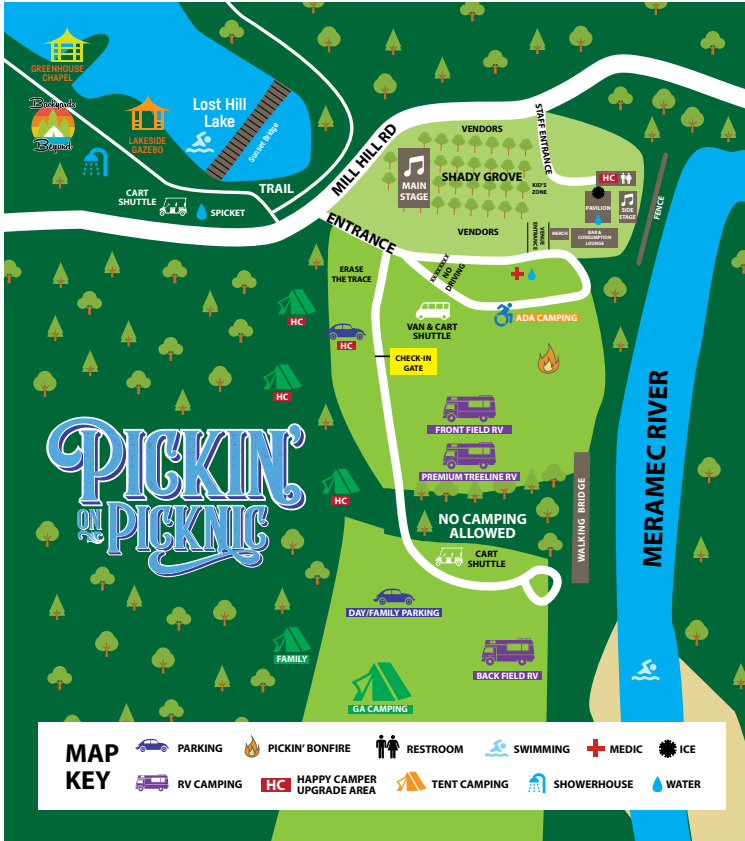 GREENHOUSE
CHAPEL
Backyards
Beyond
LAKESIDE
GAZEBO
Lost Hill
Lake
Sunset Bridge
TRAIL
CART
SHUTTLE
SPICKET
MILL HILL RD
ENTRANCE
VENDORS
STAFF ENTRANCE
MAIN
STAGE
SHADY GROVE
KID'S
ZONE
HC
PAVILION
SIDE
STAGE
VENDORS
VENUE
ENTRANCE
MERCH
BAR &
CONSUMPTION
LOUNGE
FENCE
ERASE
THE TRACE
XXXXXXXX
NO
DRIVING
HC
HC
VAN & CART
SHUTTLE
ADA CAMPING
CHECK-IN
GATE
HC
FRONT FIELD RV
PREMIUM TREELINE RV
HC
PICKIN'
ON
PICKNIC
NO CAMPING
ALLOWED
WALKING BRIDGE
MERAMEC RIVER
CART
SHUTTLE
DAY/FAMILY PARKING
FAMILY
BACK FIELD RV
GA CAMPING
MAP
KEY
PARKING
PICKIN' BONFIRE
RESTROOM
SWIMMING
MEDIC
ICE
RV CAMPING
HC
HAPPY CAMPER
UPGRADE AREA
TENT CAMPING
SHOWERHOUSE
WATER